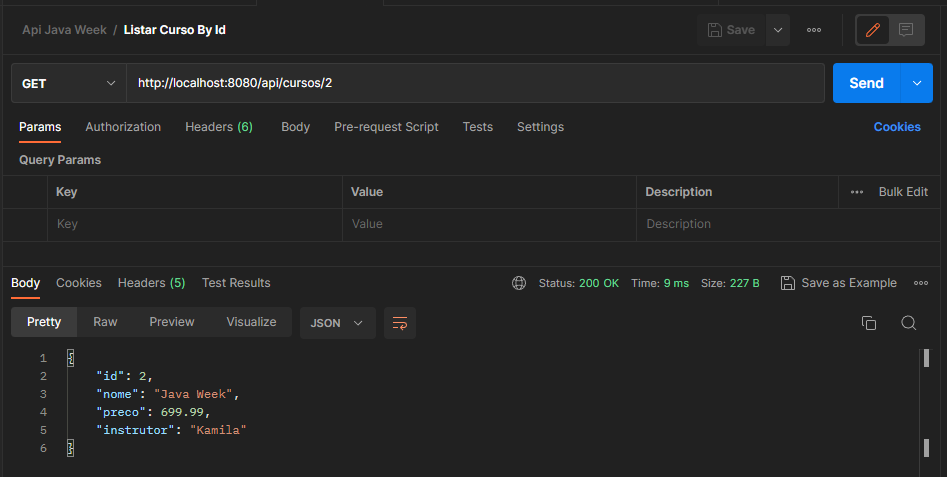 Api Java Week / Listar Curso By Id Save
GET http://localhost:8080/api/cursos/2 Send
Params Authorization Headers (6) Body Pre-request Script Tests Settings Cookies
Query Params
Key Value Description Bulk Edit
Key Value Description
Body Cookies Headers (5) Test Results Status: 200 OK Time: 9 ms Size: 227 B Save as Example
Pretty Raw Preview Visualize JSON
1 {
2 "id": 2,
3 "nome": "Java Week",
4 "preco": 699.99,
5 "instrutor": "Kamila"
6 }